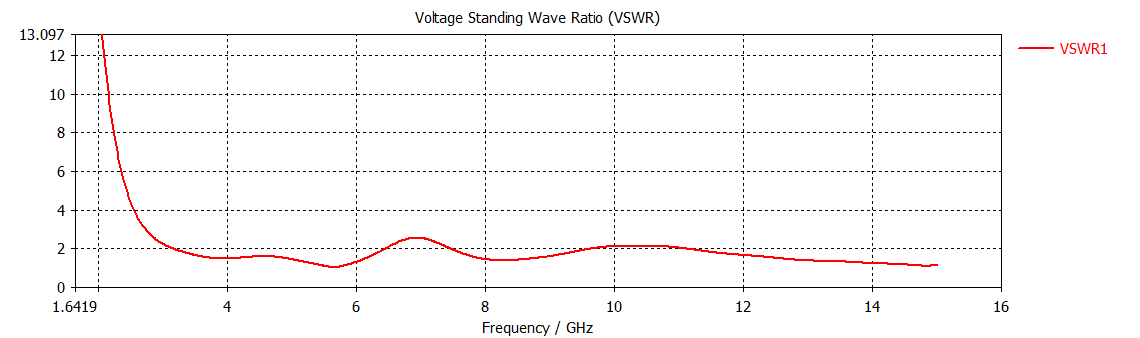 Voltage Standing Wave Ratio (VSWR)
13.097
12
10
8
6
4
2
0
1.6419 4 6 8 10 12 14 16
Frequency / GHz
VSWR1